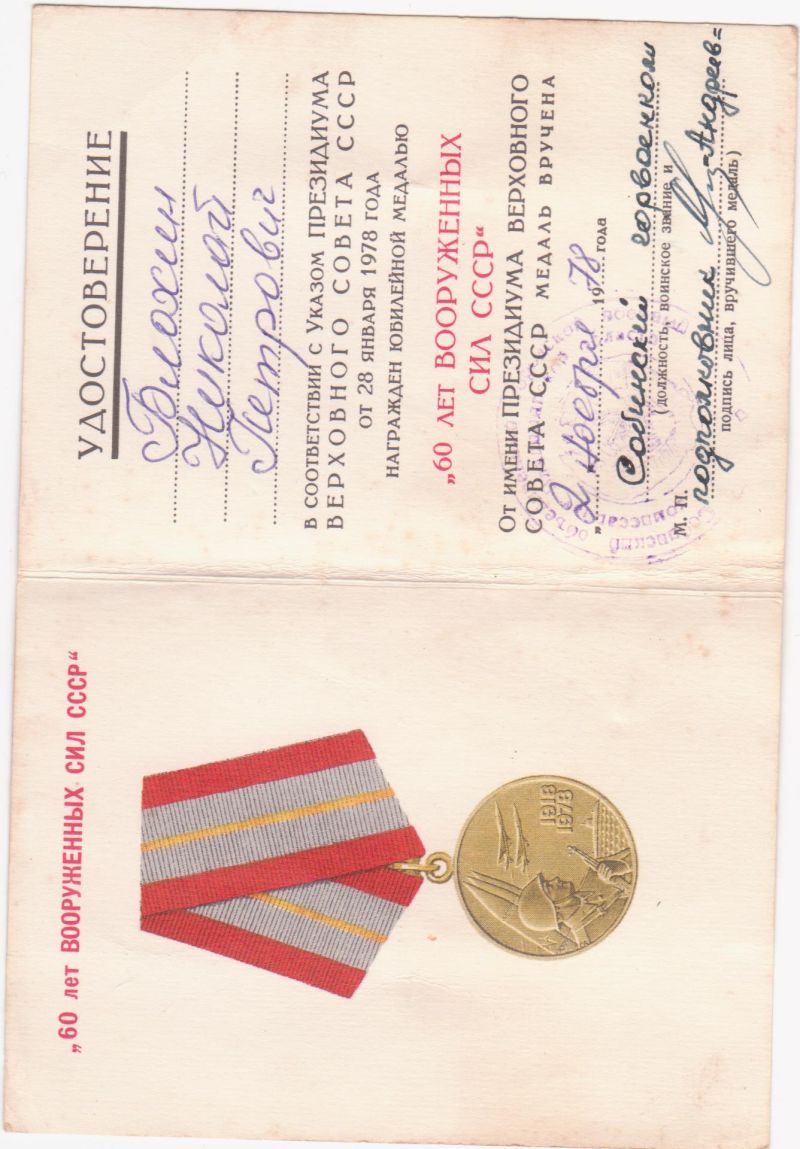 „60 лет ВООРУЖЕННЫХ СИЛ СССР“
1918
1978
УДОСТОВЕРЕНИЕ
Блохин
Николай
Петрович
В СООТВЕТСТВИИ С УКАЗОМ ПРЕЗИДИУМА
ВЕРХОВНОГО СОВЕТА СССР
ОТ 28 ЯНВАРЯ 1978 ГОДА
НАГРАЖДЕН ЮБИЛЕЙНОЙ МЕДАЛЬЮ
„60 ЛЕТ ВООРУЖЕННЫХ
СИЛ СССР“
ОТ ИМЕНИ ПРЕЗИДИУМА ВЕРХОВНОГО
СОВЕТА СССР МЕДАЛЬ ВРУЧЕНА
„2“ ноября 1978 года
Собинский горвоенком
(должность, воинское звание и
М. П. подполковник Андреев
подпись лица, вручившего медаль)
Собинский